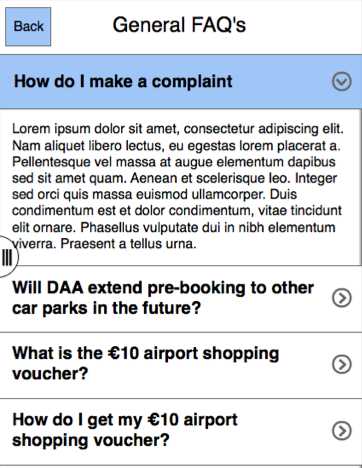 Back
General FAQ's
How do I make a complaint
Lorem ipsum dolor sit amet, consectetur adipiscing elit.
Nam aliquet libero lectus, eu egestas lorem placerat a.
Pellentesque vel massa at augue elementum dapibus
sed sit amet quam. Aenean et scelerisque leo. Integer
sed orci quis massa euismod ullamcorper. Duis
condimentum est et dolor condimentum, vitae tincidunt
elit ornare. Phasellus vulputate dui in nibh elementum
viverra. Praesent a tellus urna.
Will DAA extend pre-booking to other
car parks in the future?
What is the €10 airport shopping
voucher?
How do I get my €10 airport
shopping voucher?